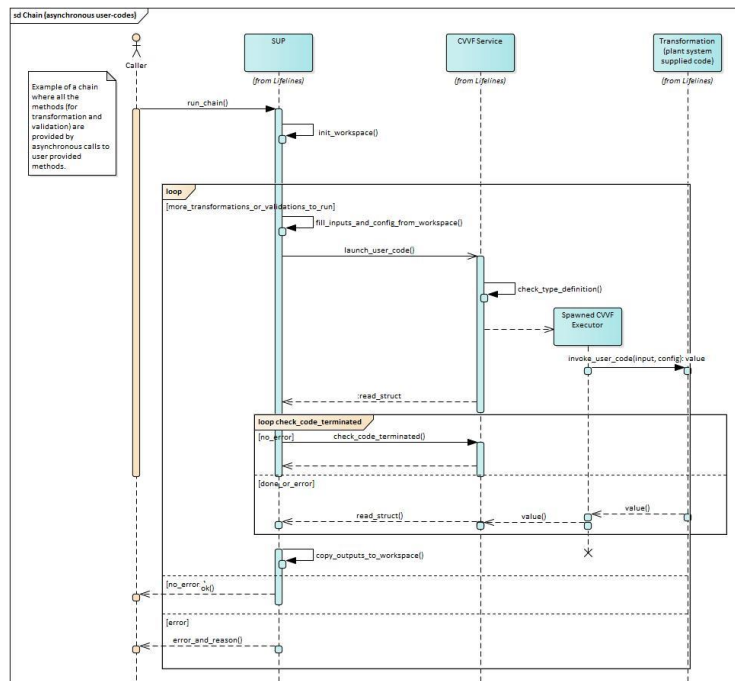 sd Chain (asynchronous user-codes)
Caller
SUP
(from Lifelines)
CVVF Service
(from Lifelines)
Transformation
(plant system
supplied code)
(from Lifelines)
Example of a chain
where all the
methods (for
transformation and
validation) are
provided by
asynchronous calls to
user provided
methods.
run_chain()
init_workspace()
loop
[more_transformations_or_validations_to_run]
fill_inputs_and_config_from_workspace()
launch_user_code()
check_type_definition()
Spawned CVVF
Executor
invoke_user_code(input, config): value
:read_struct
loop check_code_terminated
[no_error]
check_code_terminated()
[done_or_error]
value()
value()
read_struct()
copy_outputs_to_workspace()
[no_error]
ok()
[error]
error_and_reason()